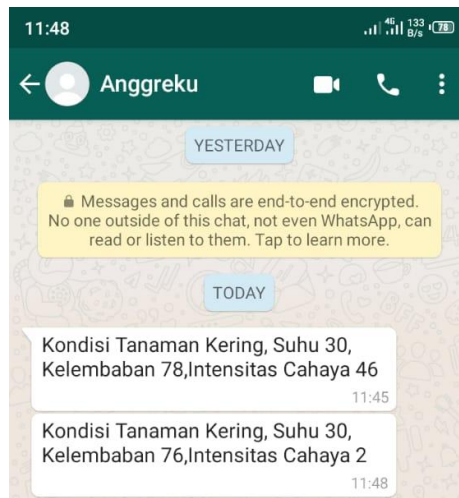 11:48
4G 133 B/s 78
Anggreku
YESTERDAY
Messages and calls are end-to-end encrypted.
No one outside of this chat, not even WhatsApp, can
read or listen to them. Tap to learn more.
TODAY
Kondisi Tanaman Kering, Suhu 30,
Kelembaban 78,Intensitas Cahaya 46
11:45
Kondisi Tanaman Kering, Suhu 30,
Kelembaban 76,Intensitas Cahaya 2
11:48